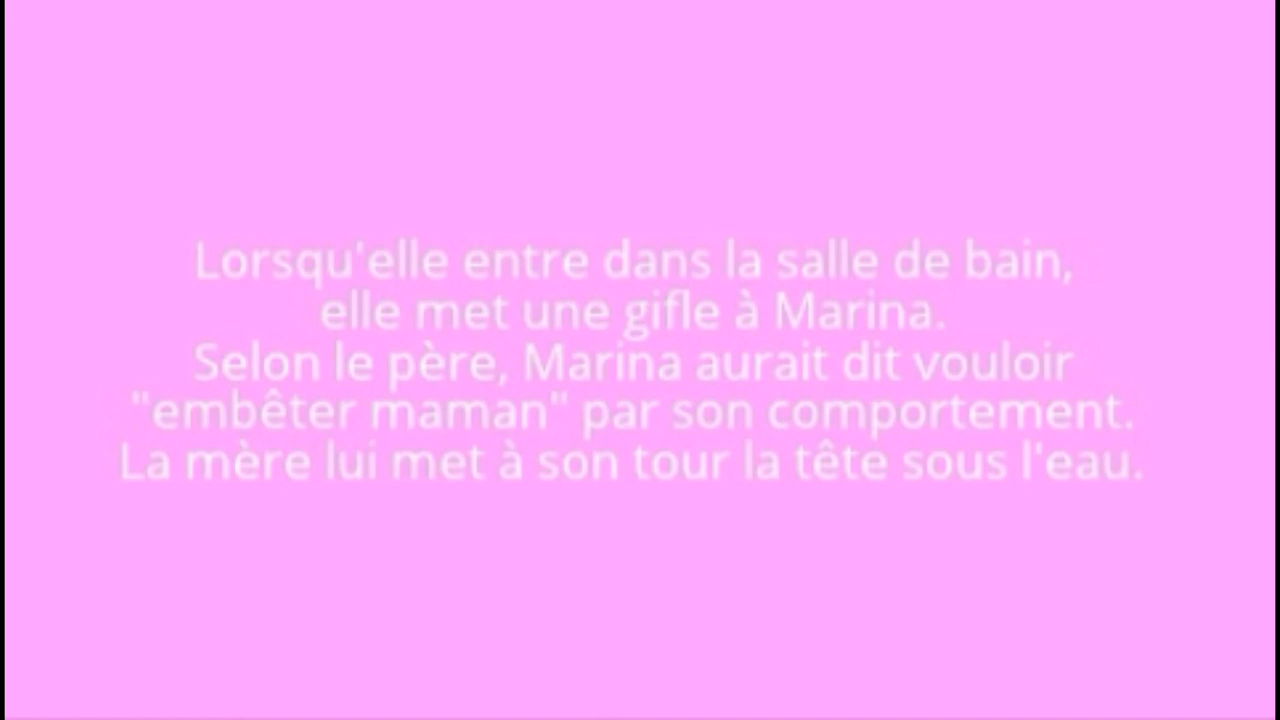 Lorsqu'elle entre dans la salle de bain,
elle met une gifle à Marina.
Selon le père, Marina aurait dit vouloir
"embêter maman" par son comportement.
La mère lui met à son tour la tête sous l'eau.